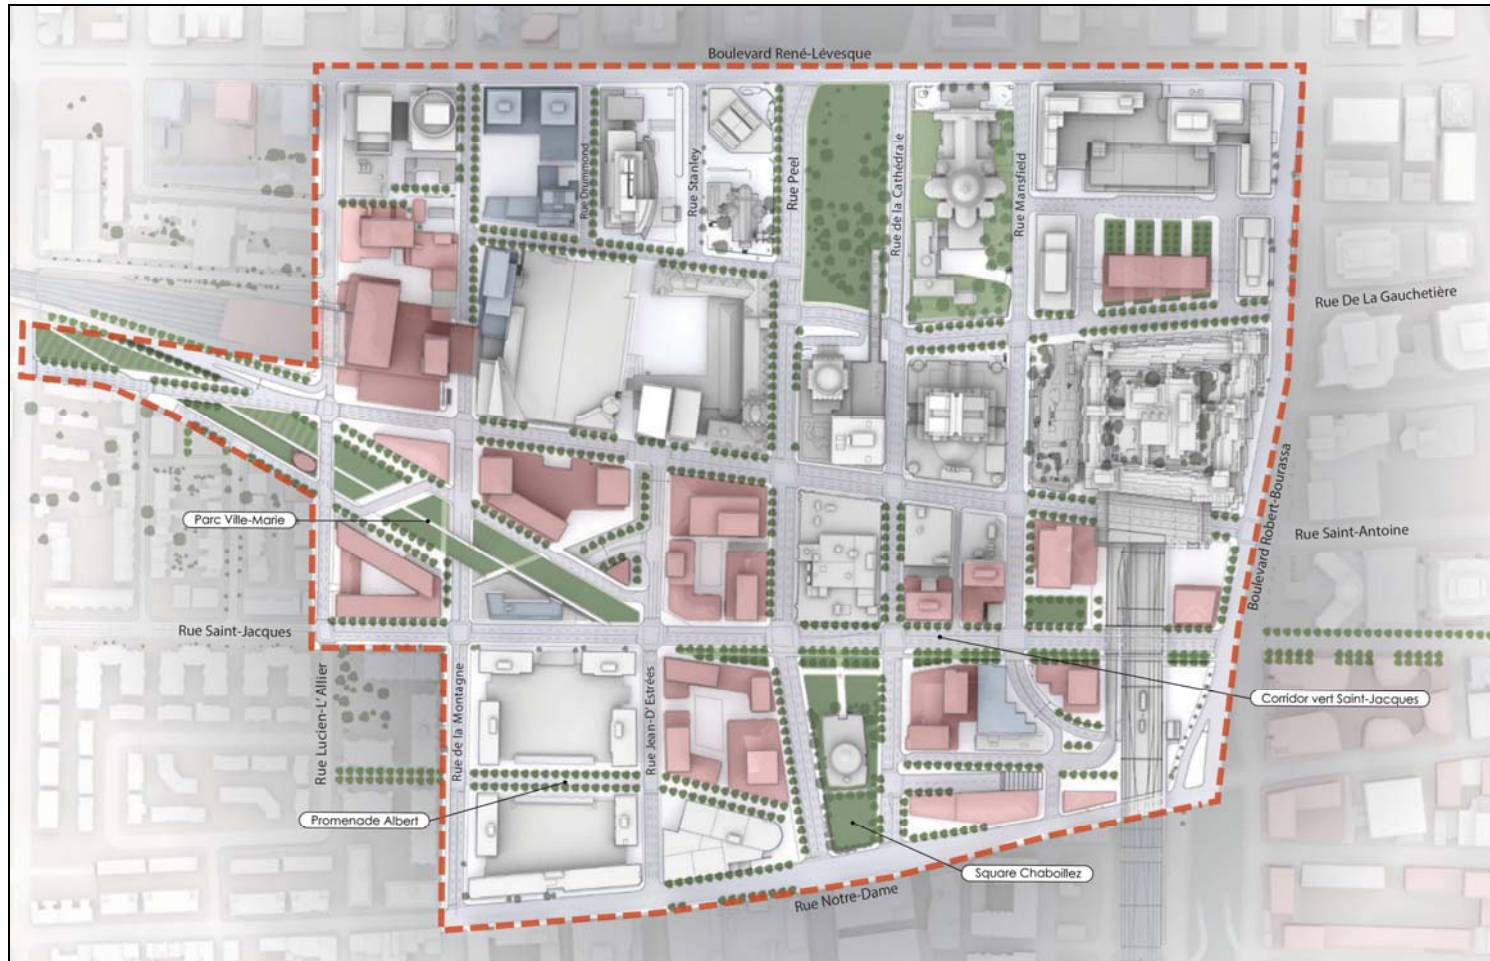 Boulevard René-Lévesque
Rue Drummond
Rue Stanley
Rue Peel
Rue de la Cathédrale
Rue Mansfield
Rue De La Gauchetière
Parc Ville-Marie
Rue Saint-Antoine
Boulevard Robert-Bourassa
Rue Saint-Jacques
Corridor vert Saint-Jacques
Rue Lucien-L'Allier
Rue de la Montagne
Rue Jean-D'Estrées
Promenade Albert
Square Chaboillez
Rue Notre-Dame